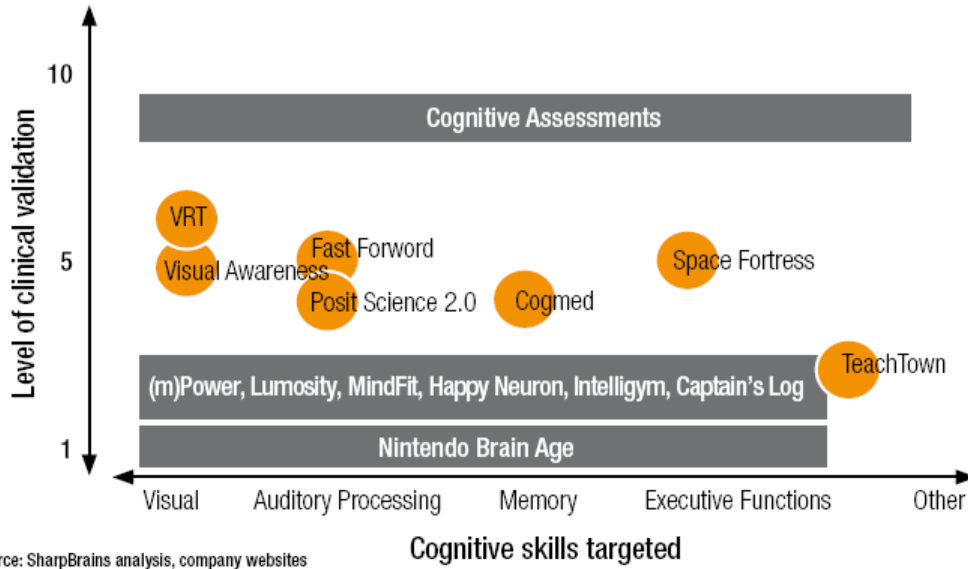 10
Cognitive Assessments
Level of clinical validation
VRT
Fast Forword
5
Visual Awareness
Space Fortress
Posit Science 2.0
Cogmed
TeachTown
(m)Power, Lumosity, MindFit, Happy Neuron, Intelligym, Captain's Log
1
Nintendo Brain Age
Visual Auditory Processing Memory Executive Functions Other
Cognitive skills targeted
rce: SharpBrains analysis, company websites